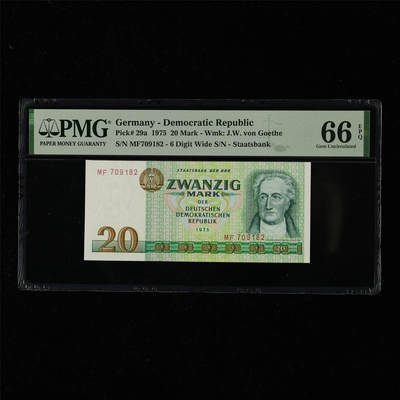 PMG
PAPER MONEY GUARANTY
Germany - Democratic Republic
Pick# 29a 1975 20 Mark - Wmk: J.W. von Goethe
S/N MF709182 - 6 Digit Wide S/N - Staatsbank
66 EPQ
Gem Uncirculated
MF 709182
STAATSBANK DER DDR
ZWANZIG
MARK
DER
DEUTSCHEN
DEMOKRATISCHEN
REPUBLIK
1975
MF 709182
20